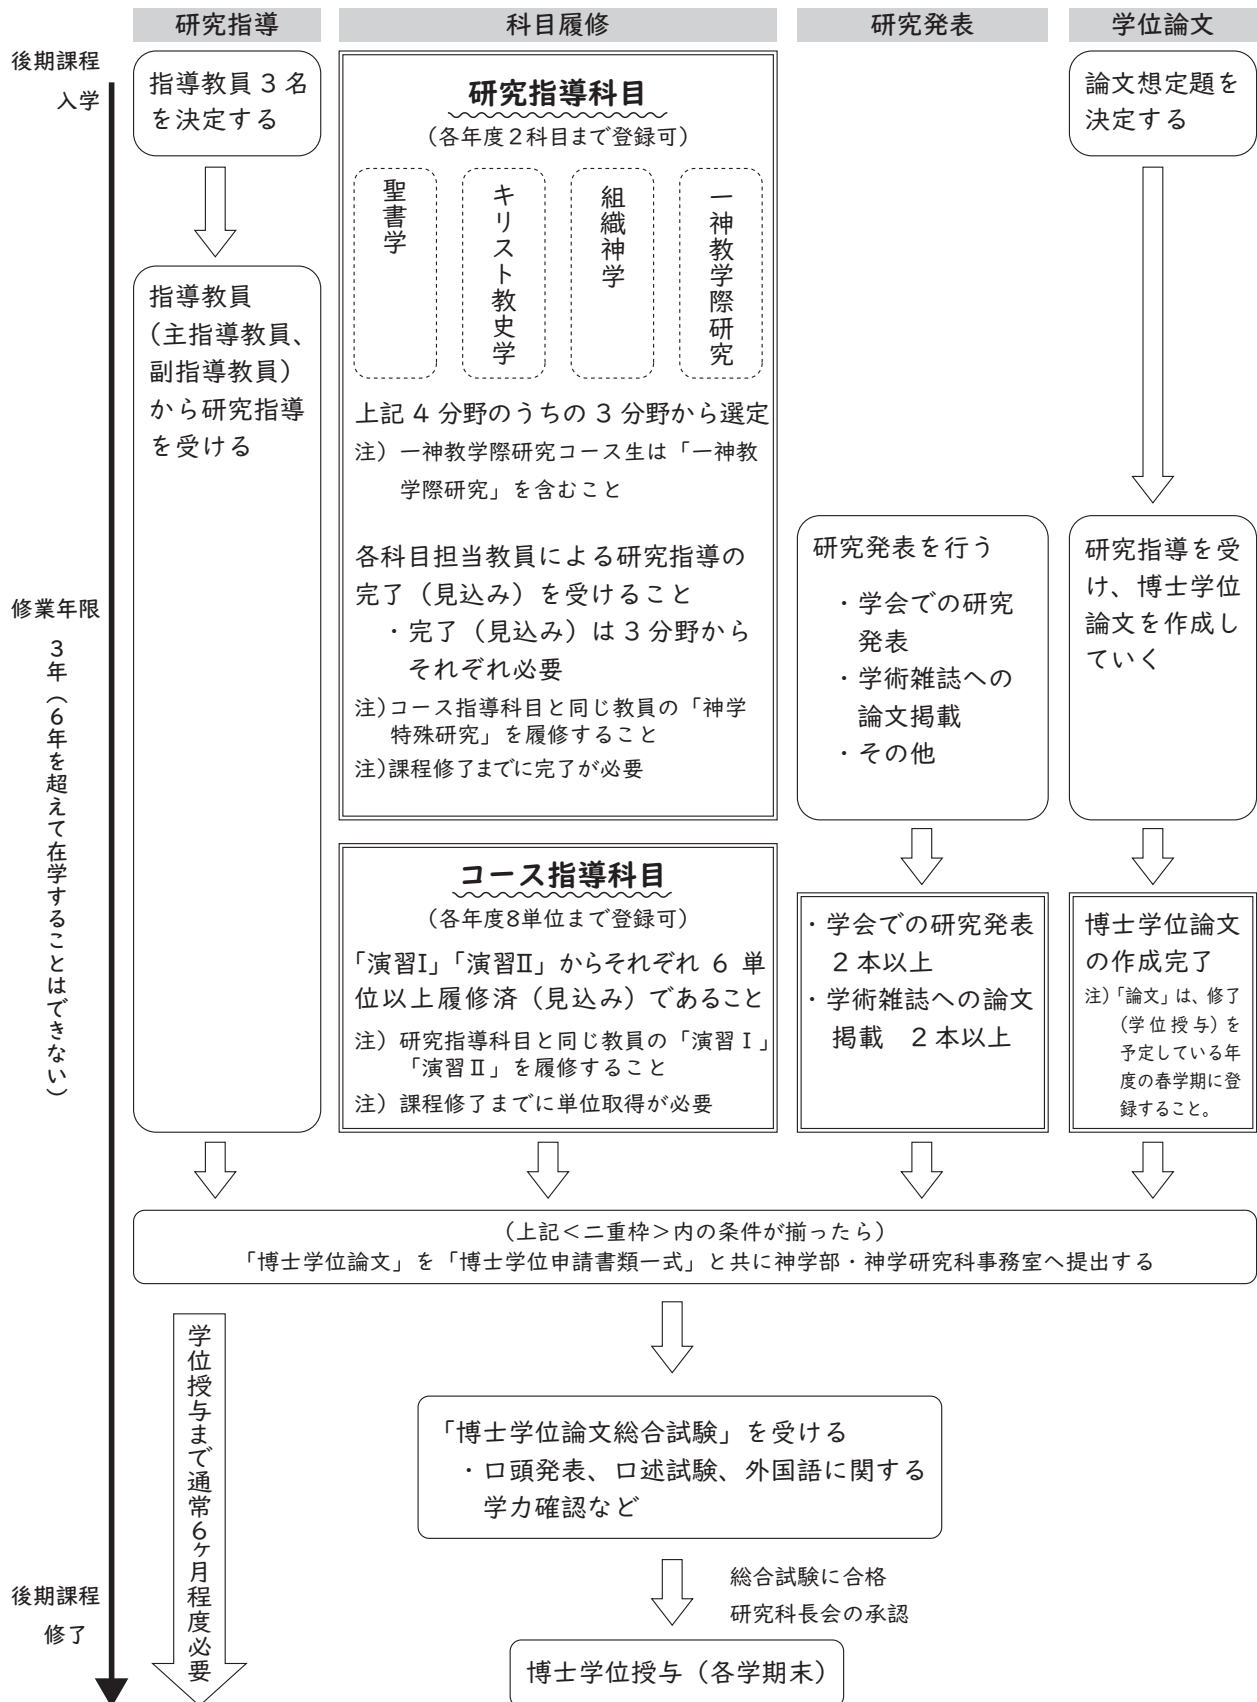 研究指導
科目履修
研究発表
学位論文
後期課程
入学
修業年限
3年（6年を超えて在学することはできない）
後期課程
修了
指導教員 3 名
を決定する
指導教員
(主指導教員、
副指導教員)
から研究指導
を受ける
研究指導科目
(各年度2科目まで登録可)
聖書学
キリスト教史学
組織神学
一神教学際研究
上記 4 分野のうちの 3 分野から選定
注）一神教学際研究コース生は「一神教
学際研究」を含むこと
各科目担当教員による研究指導の
完了（見込み）を受けること
・完了（見込み）は 3 分野から
それぞれ必要
注)コース指導科目と同じ教員の「神学
特殊研究」を履修すること
注)課程修了までに完了が必要
コース指導科目
(各年度8単位まで登録可)
「演習Ⅰ」「演習Ⅱ」からそれぞれ 6 単
位以上履修済（見込み）であること
注）研究指導科目と同じ教員の「演習Ⅰ」
「演習Ⅱ」を履修すること
注）課程修了までに単位取得が必要
研究発表を行う
・学会での研究
発表
・学術雑誌への
論文掲載
・その他
・学会での研究発表
2 本以上
・学術雑誌への論文
掲載　2 本以上
論文想定題を
決定する
研究指導を受
け、博士学位
論文を作成し
ていく
博士学位論文
の作成完了
注)「論文」は、修了
(学位授与) を
予定している年
度の春学期に登
録すること。
(上記＜二重枠＞内の条件が揃ったら)
「博士学位論文」を「博士学位申請書類一式」と共に神学部・神学研究科事務室へ提出する
学位授与まで通常6ヶ月程度必要
「博士学位論文総合試験」を受ける
・口頭発表、口述試験、外国語に関する
学力確認など
総合試験に合格
研究科長会の承認
博士学位授与（各学期末）